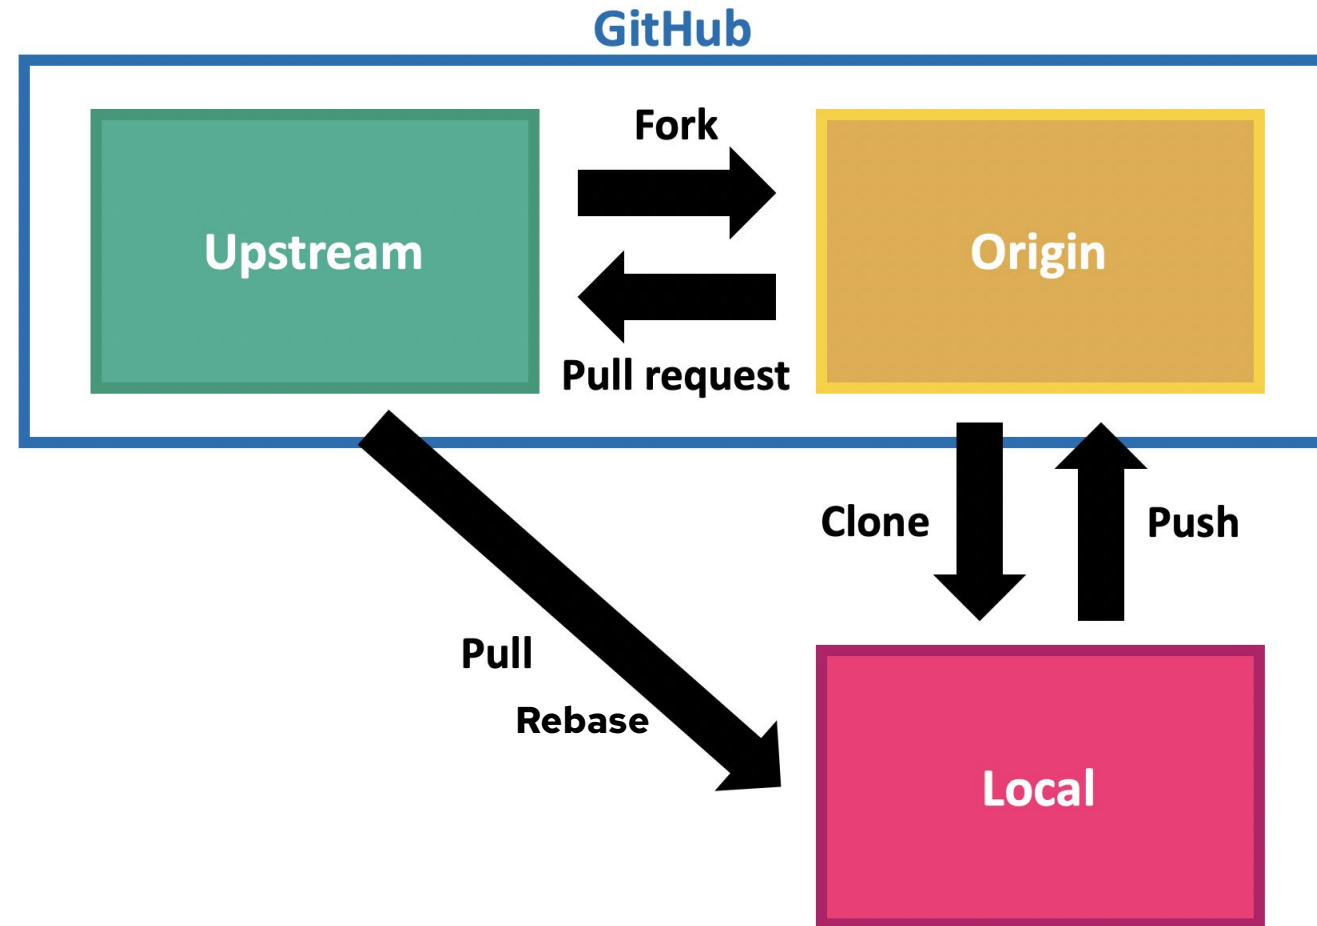 GitHub
Fork
Upstream
Origin
Pull request
Clone
Push
Pull
Rebase
Local